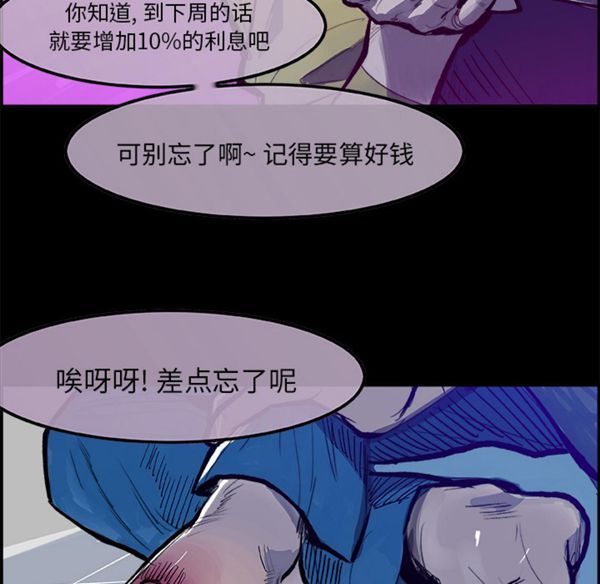 你知道, 到下周的话
就要增加10%的利息吧
可别忘了啊~ 记得要算好钱
唉呀呀! 差点忘了呢